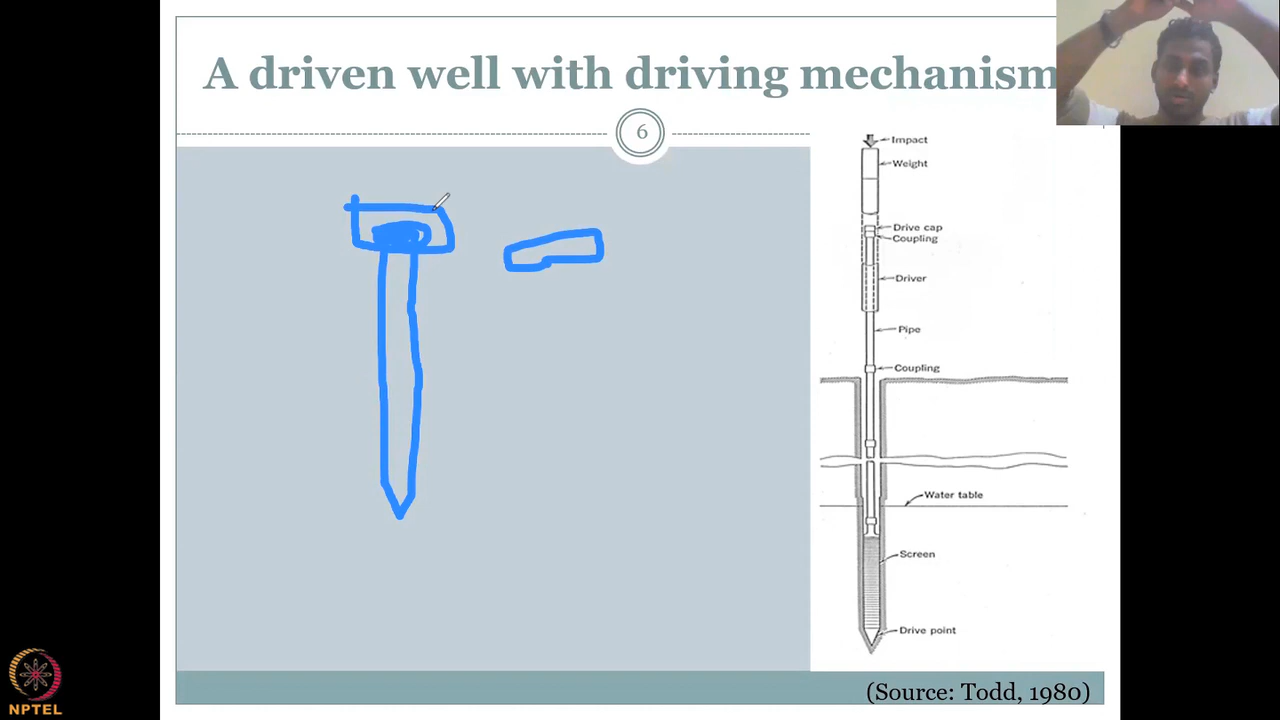 A driven well with driving mechanism
6
Impact
Weight
Drive cap
Coupling
Driver
Pipe
Coupling
Water table
Screen
Drive point
(Source: Todd, 1980)
NPTEL